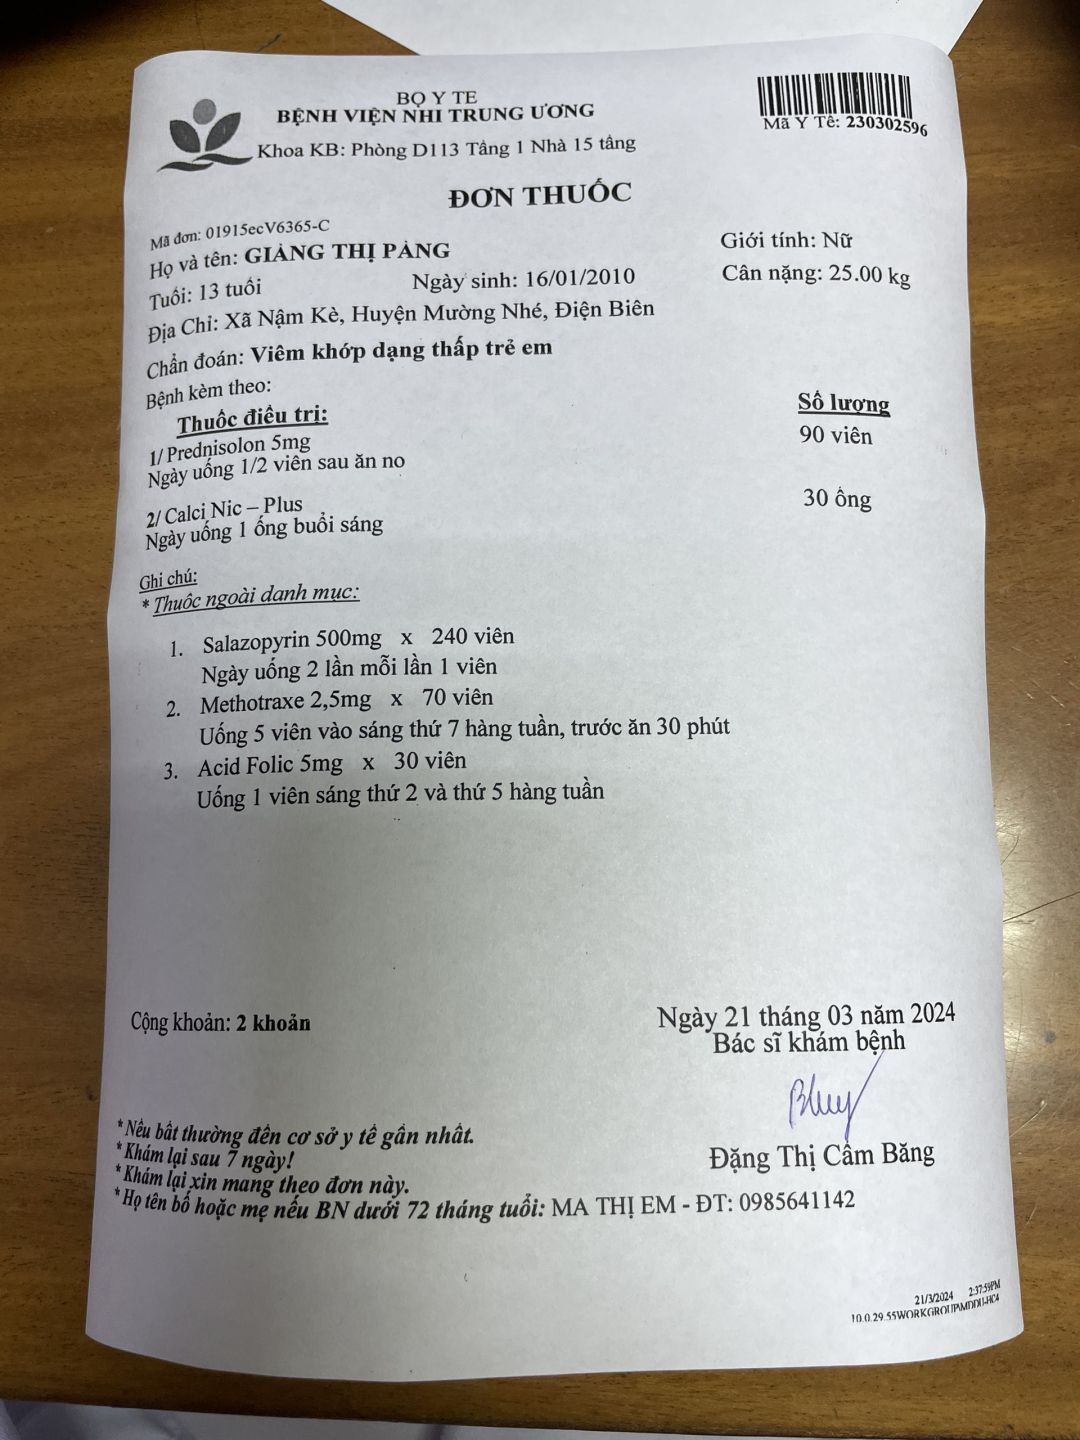 BỘ Y TẾ
BỆNH VIỆN NHI TRUNG ƯƠNG
Khoa KB: Phòng D113 Tầng 1 Nhà 15 tầng
Mã Y Tế: 230302596
ĐƠN THUỐC
Mã đơn: 01915ecV6365-C
Họ và tên: GIÀNG THỊ PÀNG
Giới tính: Nữ
Tuổi: 13 tuổi
Ngày sinh: 16/01/2010
Cân nặng: 25.00 kg
Địa Chỉ: Xã Nậm Kè, Huyện Mường Nhé, Điện Biên
Chẩn đoán: Viêm khớp dạng thấp trẻ em
Bệnh kèm theo:
Thuốc điều trị:
Số lượng
1/ Prednisolon 5mg
90 viên
Ngày uống 1/2 viên sau ăn no
2/ Calci Nic – Plus
30 ống
Ngày uống 1 ống buổi sáng
Ghi chú:
* Thuốc ngoài danh mục:
1. Salazopyrin 500mg x 240 viên
Ngày uống 2 lần mỗi lần 1 viên
2. Methotraxe 2,5mg x 70 viên
Uống 5 viên vào sáng thứ 7 hàng tuần, trước ăn 30 phút
3. Acid Folic 5mg x 30 viên
Uống 1 viên sáng thứ 2 và thứ 5 hàng tuần
Cộng khoản: 2 khoản
Ngày 21 tháng 03 năm 2024
Bác sĩ khám bệnh
Đặng Thị Cẩm Băng
*Nếu bất thường đến cơ sở y tế gần nhất.
*Khám lại sau 7 ngày!
*Khám lại xin mang theo đơn này.
*Họ tên bố hoặc mẹ nếu BN dưới 72 tháng tuổi: MA THỊ EM - ĐT: 0985641142
21/3/2024 2:37:59PM